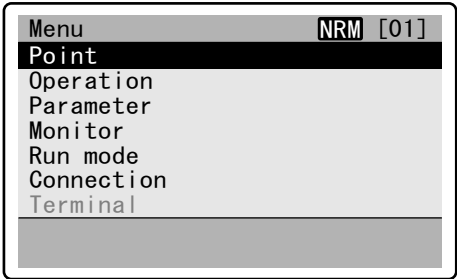 Menu NRM [01]
Point
Operation
Parameter
Monitor
Run mode
Connection
Terminal